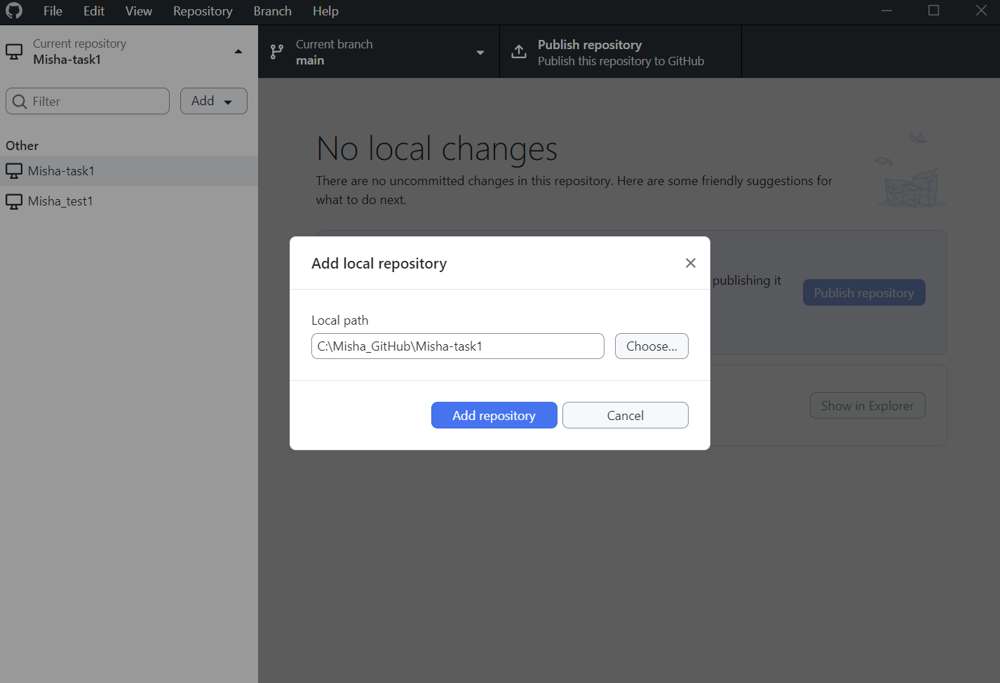 File Edit View Repository Branch Help
Current repository
Misha-task1
Current branch
main
Publish repository
Publish this repository to GitHub
Filter
Add
Other
Misha-task1
Misha_test1
No local changes
There are no uncommitted changes in this repository. Here are some friendly suggestions for
what to do next.
publishing it
Publish repository
Show in Explorer
Add local repository
Local path
C:\Misha_GitHub\Misha-task1
Choose...
Add repository
Cancel